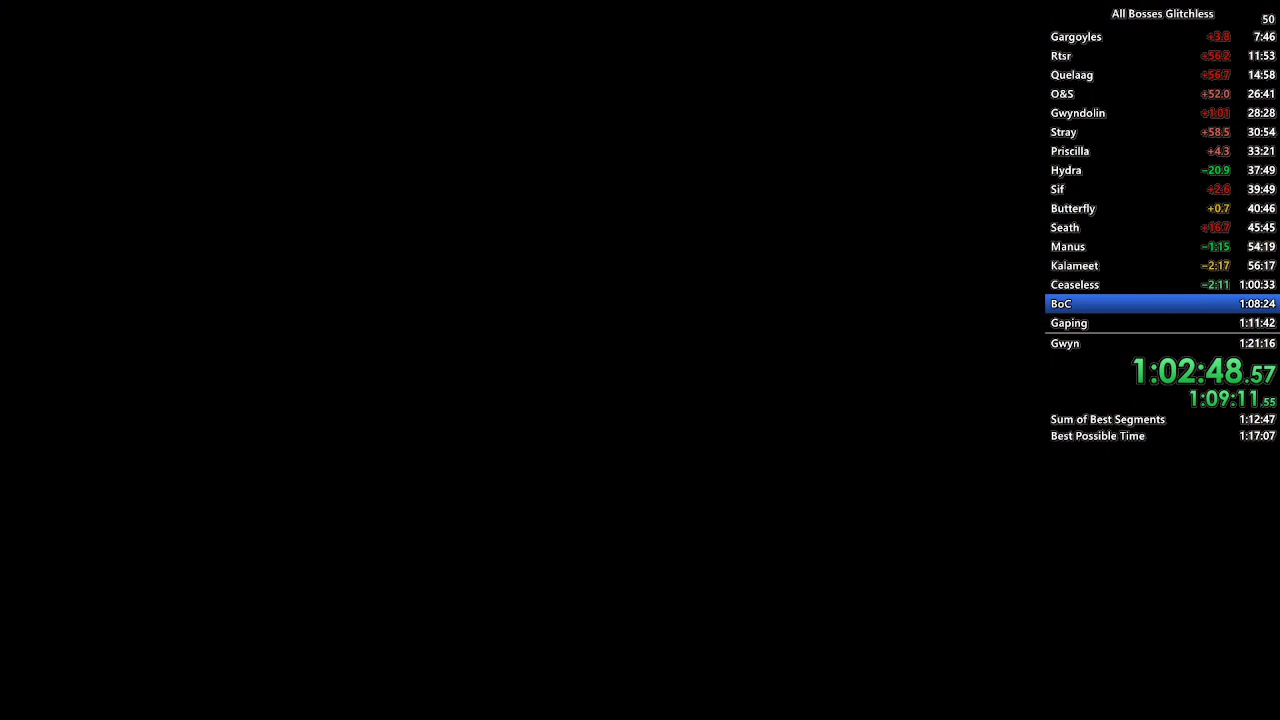 All Bosses Glitchless
50
Gargoyles +3.8 7:46
Rtsr +56.2 11:53
Quelaag +56.7 14:58
O&S +52.0 26:41
Gwyndolin +1:01 28:28
Stray +58.5 30:54
Priscilla +4.3 33:21
Hydra −20.9 37:49
Sif +2.6 39:49
Butterfly +0.7 40:46
Seath +16.7 45:45
Manus −1:15 54:19
Kalameet −2:17 56:17
Ceaseless −2:11 1:00:33
BoC 1:08:24
Gaping 1:11:42
Gwyn 1:21:16
1:02:48.57
1:09:11.55
Sum of Best Segments 1:12:47
Best Possible Time 1:17:07